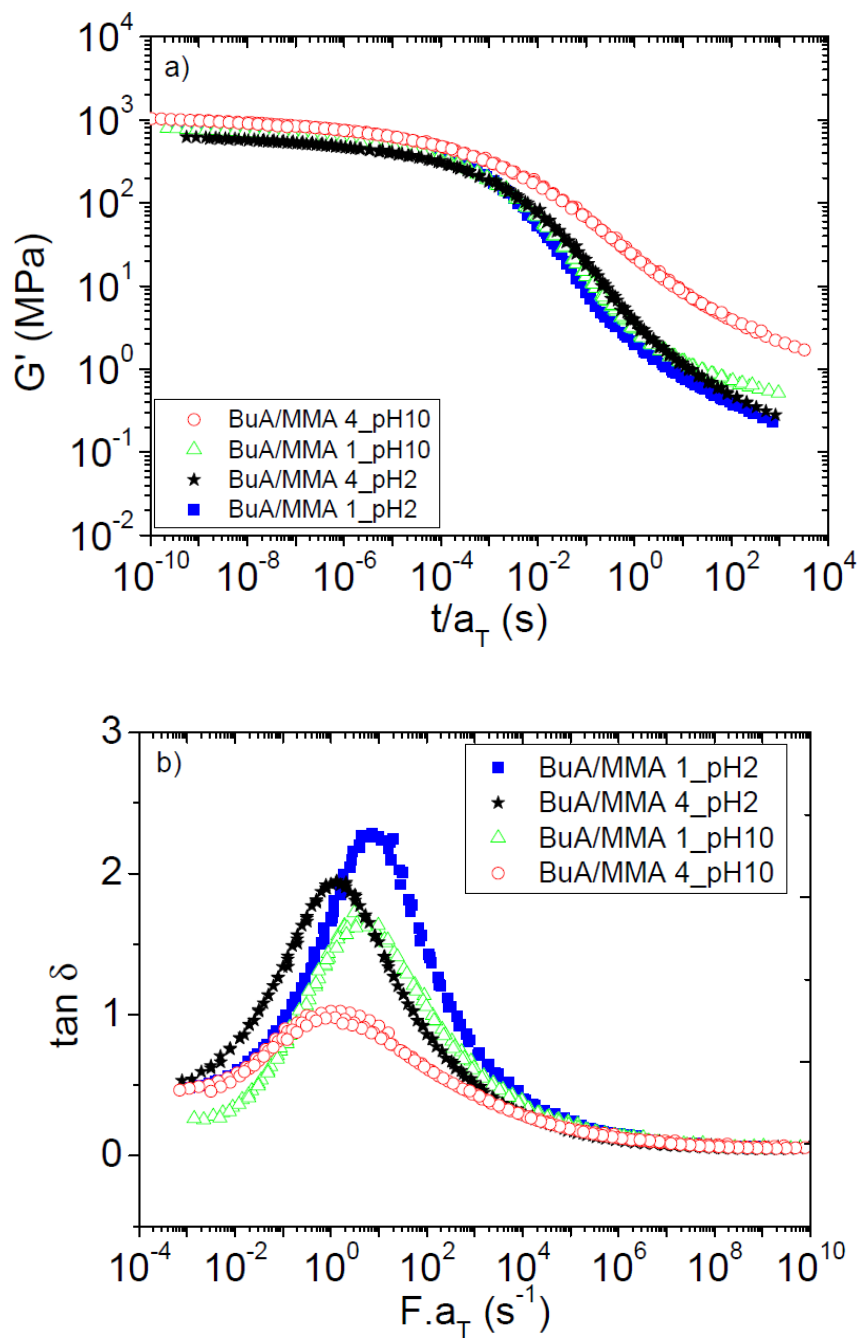 a)
10^4
10^3
10^2
10^1
10^0
10^-1
10^-2
G' (MPa)
BuA/MMA 4_pH10
BuA/MMA 1_pH10
BuA/MMA 4_pH2
BuA/MMA 1_pH2
10^-10 10^-8 10^-6 10^-4 10^-2 10^0 10^2 10^4
t/a_T (s)
b)
3
2
1
0
tan δ
BuA/MMA 1_pH2
BuA/MMA 4_pH2
BuA/MMA 1_pH10
BuA/MMA 4_pH10
10^-4 10^-2 10^0 10^2 10^4 10^6 10^8 10^10
F.a_T (s^-1)